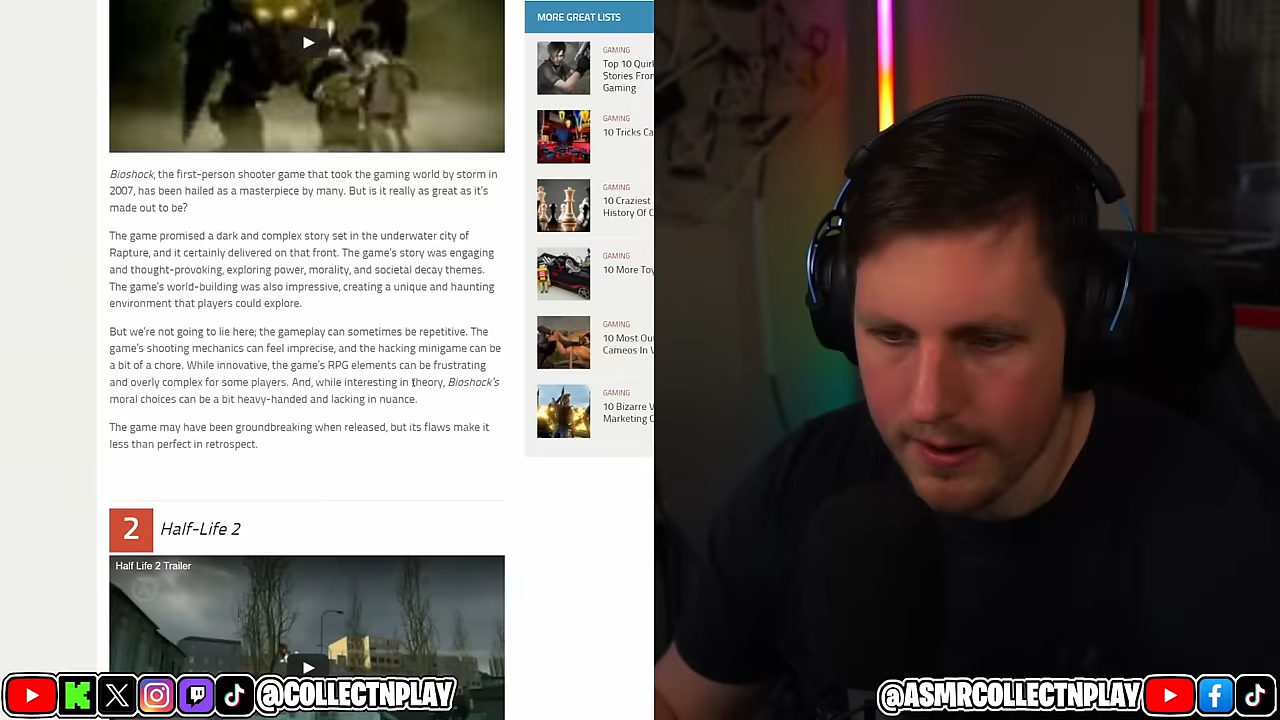 MORE GREAT LISTS
GAMING
Top 10 Quir
Stories Fro
Gaming
GAMING
10 Tricks Ca
GAMING
10 Craziest
History Of C
GAMING
10 More Toy
GAMING
10 Most Ou
Cameos In V
GAMING
10 Bizarre V
Marketing C
Bioshock, the first-person shooter game that took the gaming world by storm in
2007, has been hailed as a masterpiece by many. But is it really as great as it's
made out to be?
The game promised a dark and complex story set in the underwater city of
Rapture, and it certainly delivered on that front. The game's story was engaging
and thought-provoking, exploring power, morality, and societal decay themes.
The game's world-building was also impressive, creating a unique and haunting
environment that players could explore.
But we're not going to lie here; the gameplay can sometimes be repetitive. The
game's shooting mechanics can feel imprecise, and the hacking minigame can be
a bit of a chore. While innovative, the game's RPG elements can be frustrating
and overly complex for some players. And, while interesting in theory, Bioshock's
moral choices can be a bit heavy-handed and lacking in nuance.
The game may have been groundbreaking when released, but its flaws make it
less than perfect in retrospect.
2 Half-Life 2
Half Life 2 Trailer
@COLLECTNPLAY
@ASMRCOLLECTNPLAY